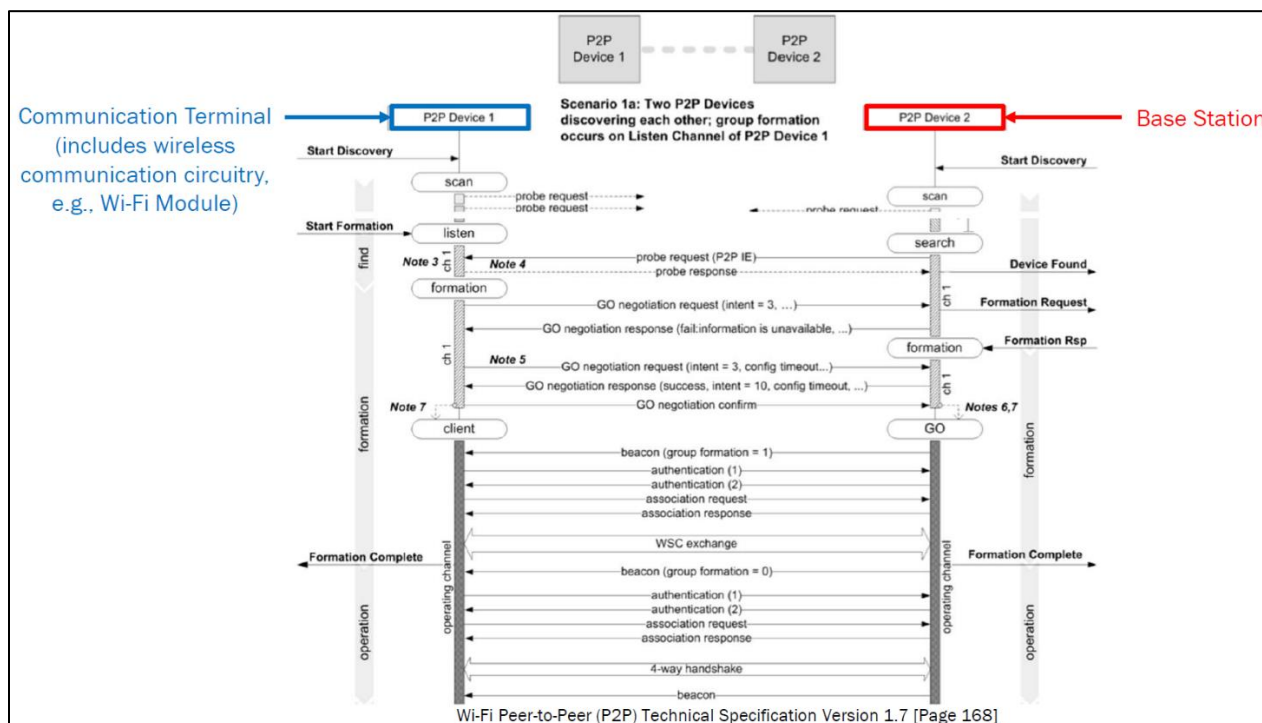 P2P
Device 1
P2P
Device 2
Communication Terminal
(includes wireless
communication circuitry,
e.g., Wi-Fi Module)
P2P Device 1
Scenario 1a: Two P2P Devices
discovering each other; group formation
occurs on Listen Channel of P2P Device 1
P2P Device 2
Base Station
Start Discovery
Start Discovery
scan
scan
probe request
probe request
probe request
Start Formation
listen
search
find
Note 3
ch 1
Note 4
probe request (P2P IE)
probe response
Device Found
formation
ch 1
GO negotiation request (intent = 3, …)
Formation Request
GO negotiation response (fail:information is unavailable, ...)
formation
Formation Rsp
ch 1
Note 5
GO negotiation request (intent = 3, config timeout...)
GO negotiation response (success, intent = 10, config timeout, ...)
ch 1
Note 7
GO negotiation confirm
Notes 6,7
client
GO
formation
formation
beacon (group formation = 1)
authentication (1)
authentication (2)
association request
association response
WSC exchange
Formation Complete
Formation Complete
beacon (group formation = 0)
operating channel
operating channel
authentication (1)
authentication (2)
association request
association response
operation
operation
4-way handshake
beacon
Wi-Fi Peer-to-Peer (P2P) Technical Specification Version 1.7 [Page 168]